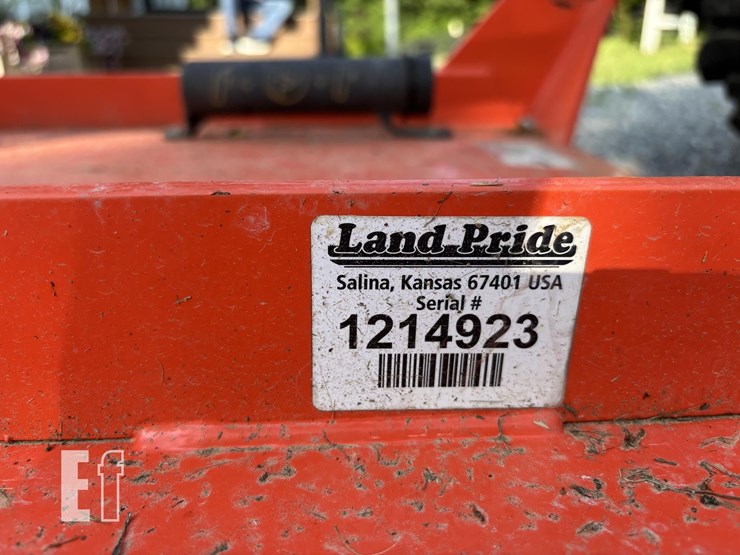 Land Pride
Salina, Kansas 67401 USA
Serial #
1214923
Ef